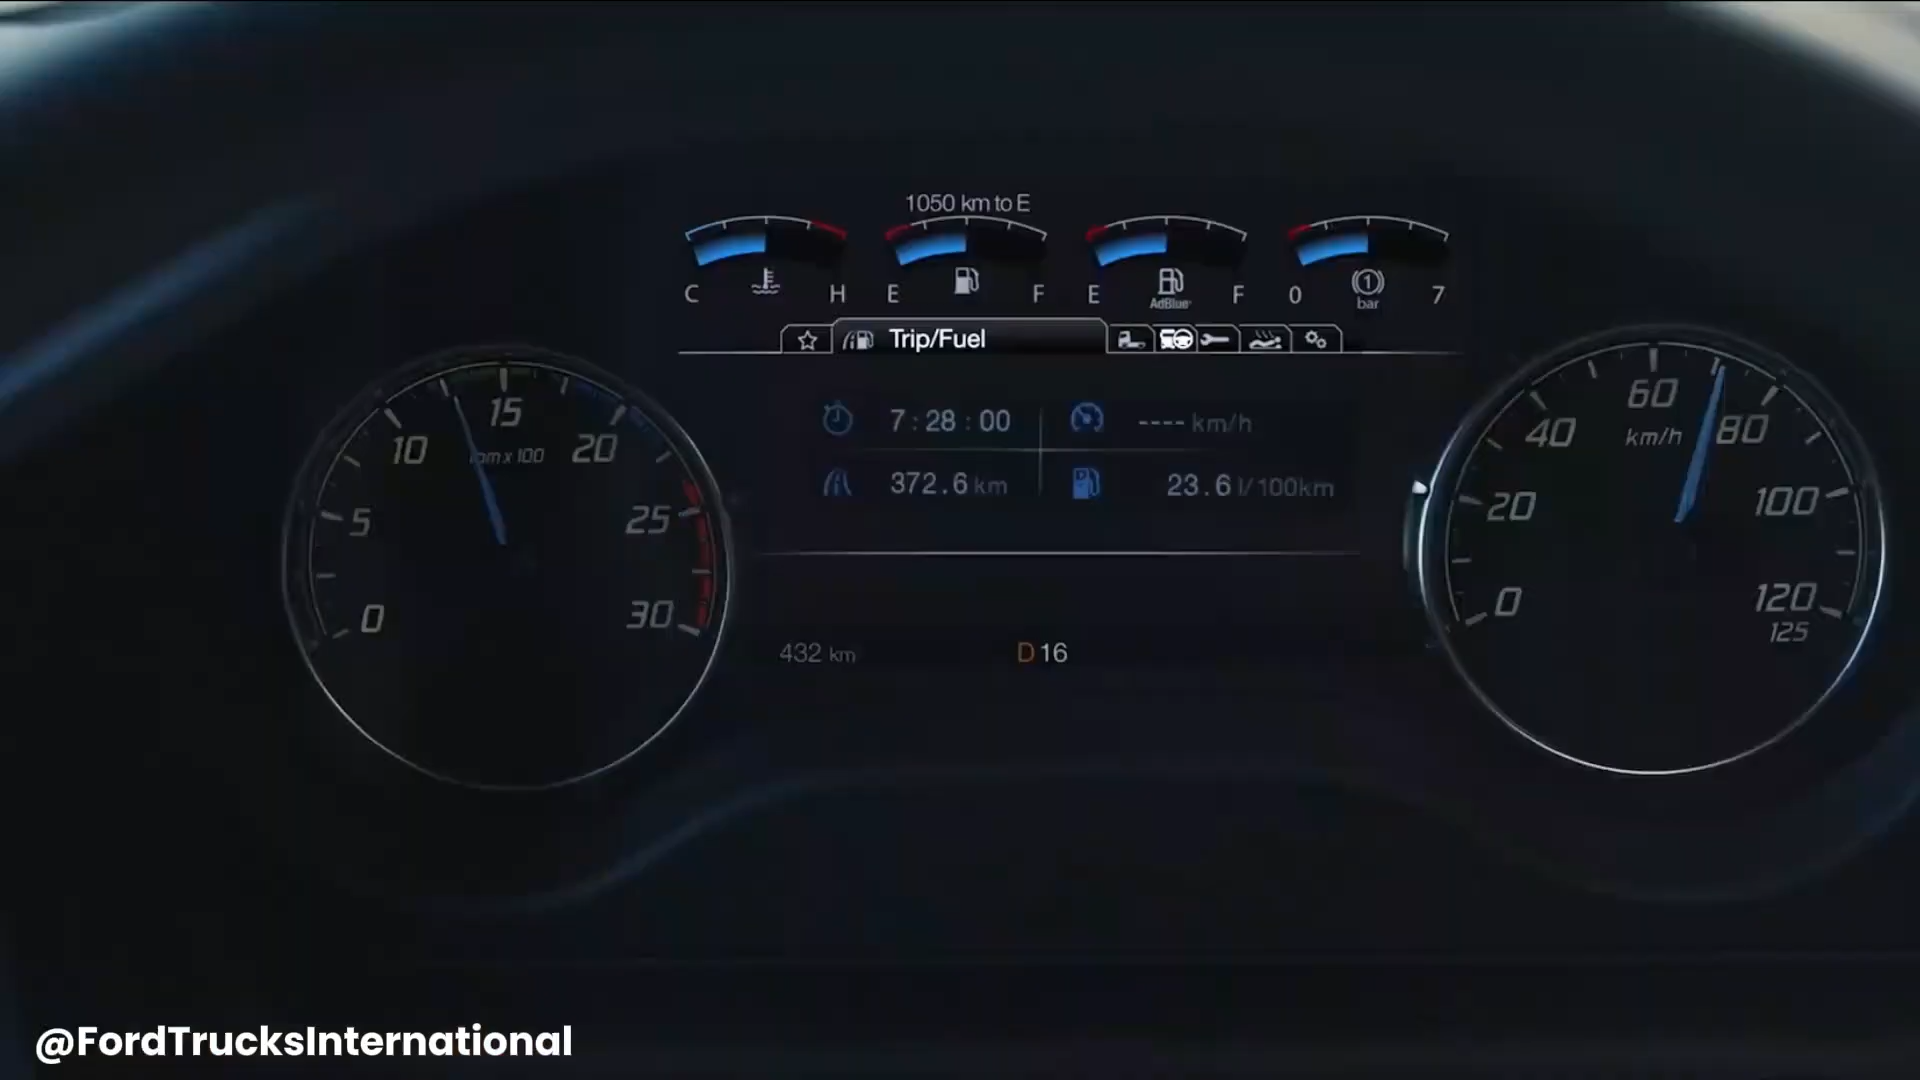 1050 km to E
C H
E F
E AdBlue F
0 1 bar 7
Trip/Fuel
7:28:00
---- km/h
372.6 km
23.6 l/100km
432 km
D 16
0
5
10
15
20
25
30
rpm x 100
0
20
40
60
80
100
120
125
km/h
@FordTrucksInternational